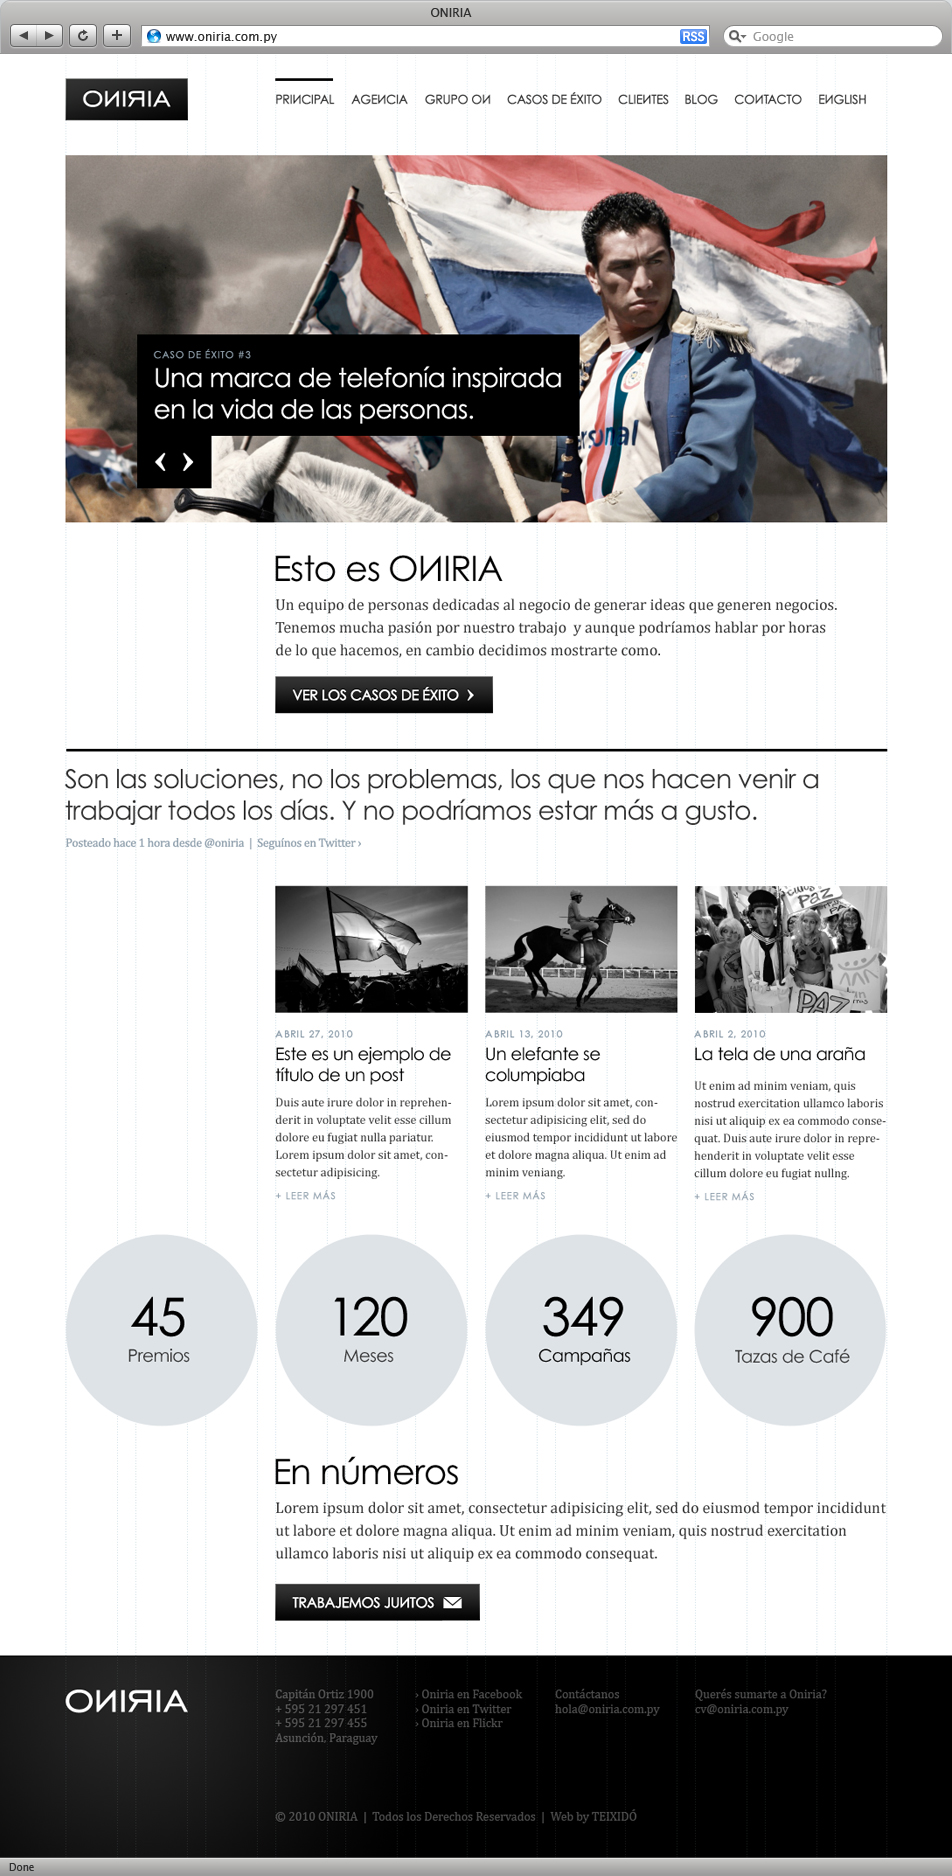 ONIRIA
www.oniria.com.py
RSS
Google
ONIRIA
PRINCIPAL
AGENCIA
GRUPO ON
CASOS DE ÉXITO
CLIENTES
BLOG
CONTACTO
ENGLISH
CASO DE ÉXITO #3
Una marca de telefonía inspirada
en la vida de las personas.
Esto es ONIRIA
Un equipo de personas dedicadas al negocio de generar ideas que generen negocios.
Tenemos mucha pasión por nuestro trabajo y aunque podríamos hablar por horas
de lo que hacemos, en cambio decidimos mostrarte como.
VER LOS CASOS DE ÉXITO ›
Son las soluciones, no los problemas, los que nos hacen venir a
trabajar todos los días. Y no podríamos estar más a gusto.
Posteado hace 1 hora desde @oniria | Seguínos en Twitter ›
PAZ
PAZ
ABRIL 27, 2010
Este es un ejemplo de
título de un post
Duis aute irure dolor in reprehen-
derit in voluptate velit esse cillum
dolore eu fugiat nulla pariatur.
Lorem ipsum dolor sit amet, con-
sectetur adipisicing.
+ LEER MÁS
ABRIL 13, 2010
Un elefante se
columpiaba
Lorem ipsum dolor sit amet, con-
sectetur adipisicing elit, sed do
eiusmod tempor incididunt ut labore
et dolore magna aliqua. Ut enim ad
minim veniang.
+ LEER MÁS
ABRIL 2, 2010
La tela de una araña
Ut enim ad minim veniam, quis
nostrud exercitation ullamco laboris
nisi ut aliquip ex ea commodo conse-
quat. Duis aute irure dolor in repre-
henderit in voluptate velit esse
cillum dolore eu fugiat nullng.
+ LEER MÁS
45
Premios
120
Meses
349
Campañas
900
Tazas de Café
En números
Lorem ipsum dolor sit amet, consectetur adipisicing elit, sed do eiusmod tempor incididunt
ut labore et dolore magna aliqua. Ut enim ad minim veniam, quis nostrud exercitation
ullamco laboris nisi ut aliquip ex ea commodo consequat.
TRABAJEMOS JUNTOS
ONIRIA
Capitán Ortiz 1900
+ 595 21 297 451
+ 595 21 297 455
Asunción, Paraguay
› Oniria en Facebook
› Oniria en Twitter
› Oniria en Flickr
Contáctanos
hola@oniria.com.py
Querés sumarte a Oniria?
cv@oniria.com.py
© 2010 ONIRIA | Todos los Derechos Reservados | Web by TEIXIDÓ
Done